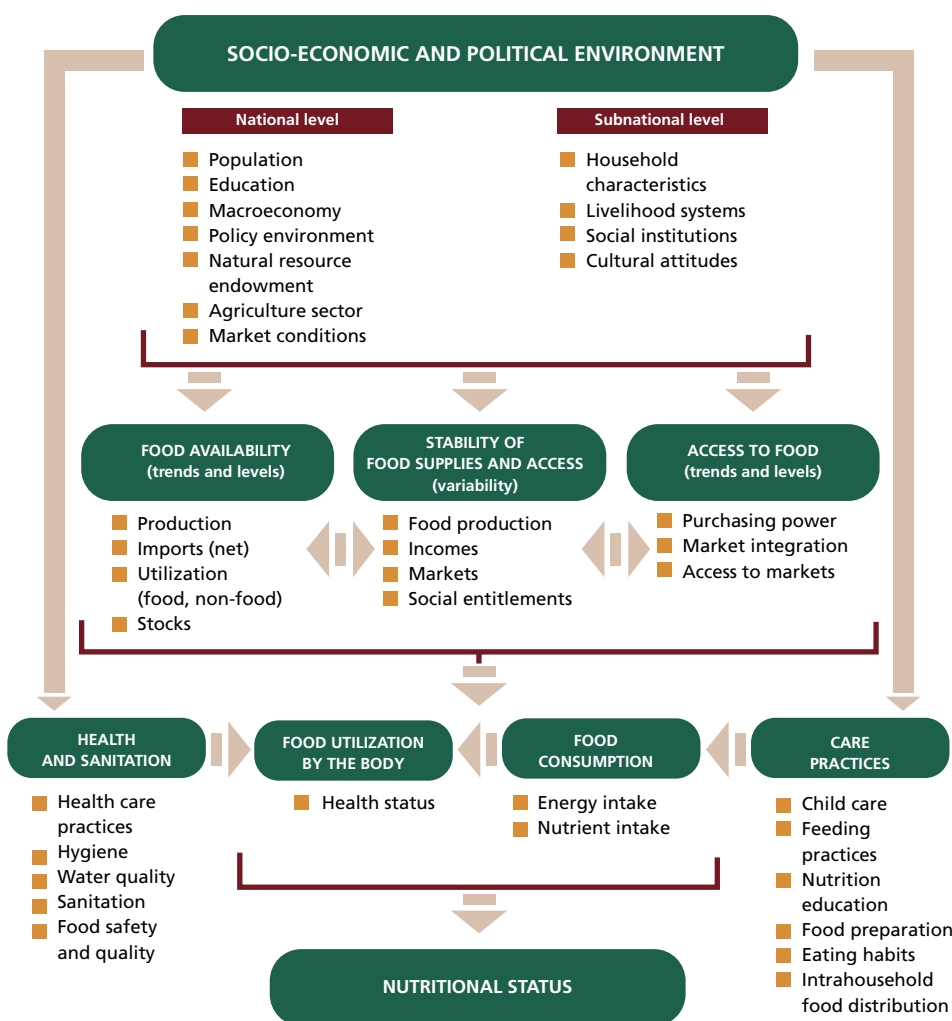 SOCIO-ECONOMIC AND POLITICAL ENVIRONMENT
National level
Population
Education
Macroeconomy
Policy environment
Natural resource
endowment
Agriculture sector
Market conditions
Subnational level
Household
characteristics
Livelihood systems
Social institutions
Cultural attitudes
FOOD AVAILABILITY
(trends and levels)
Production
Imports (net)
Utilization
(food, non-food)
Stocks
STABILITY OF
FOOD SUPPLIES AND ACCESS
(variability)
Food production
Incomes
Markets
Social entitlements
ACCESS TO FOOD
(trends and levels)
Purchasing power
Market integration
Access to markets
HEALTH
AND SANITATION
Health care
practices
Hygiene
Water quality
Sanitation
Food safety
and quality
FOOD UTILIZATION
BY THE BODY
Health status
FOOD
CONSUMPTION
Energy intake
Nutrient intake
CARE
PRACTICES
Child care
Feeding
practices
Nutrition
education
Food preparation
Eating habits
Intrahousehold
food distribution
NUTRITIONAL STATUS